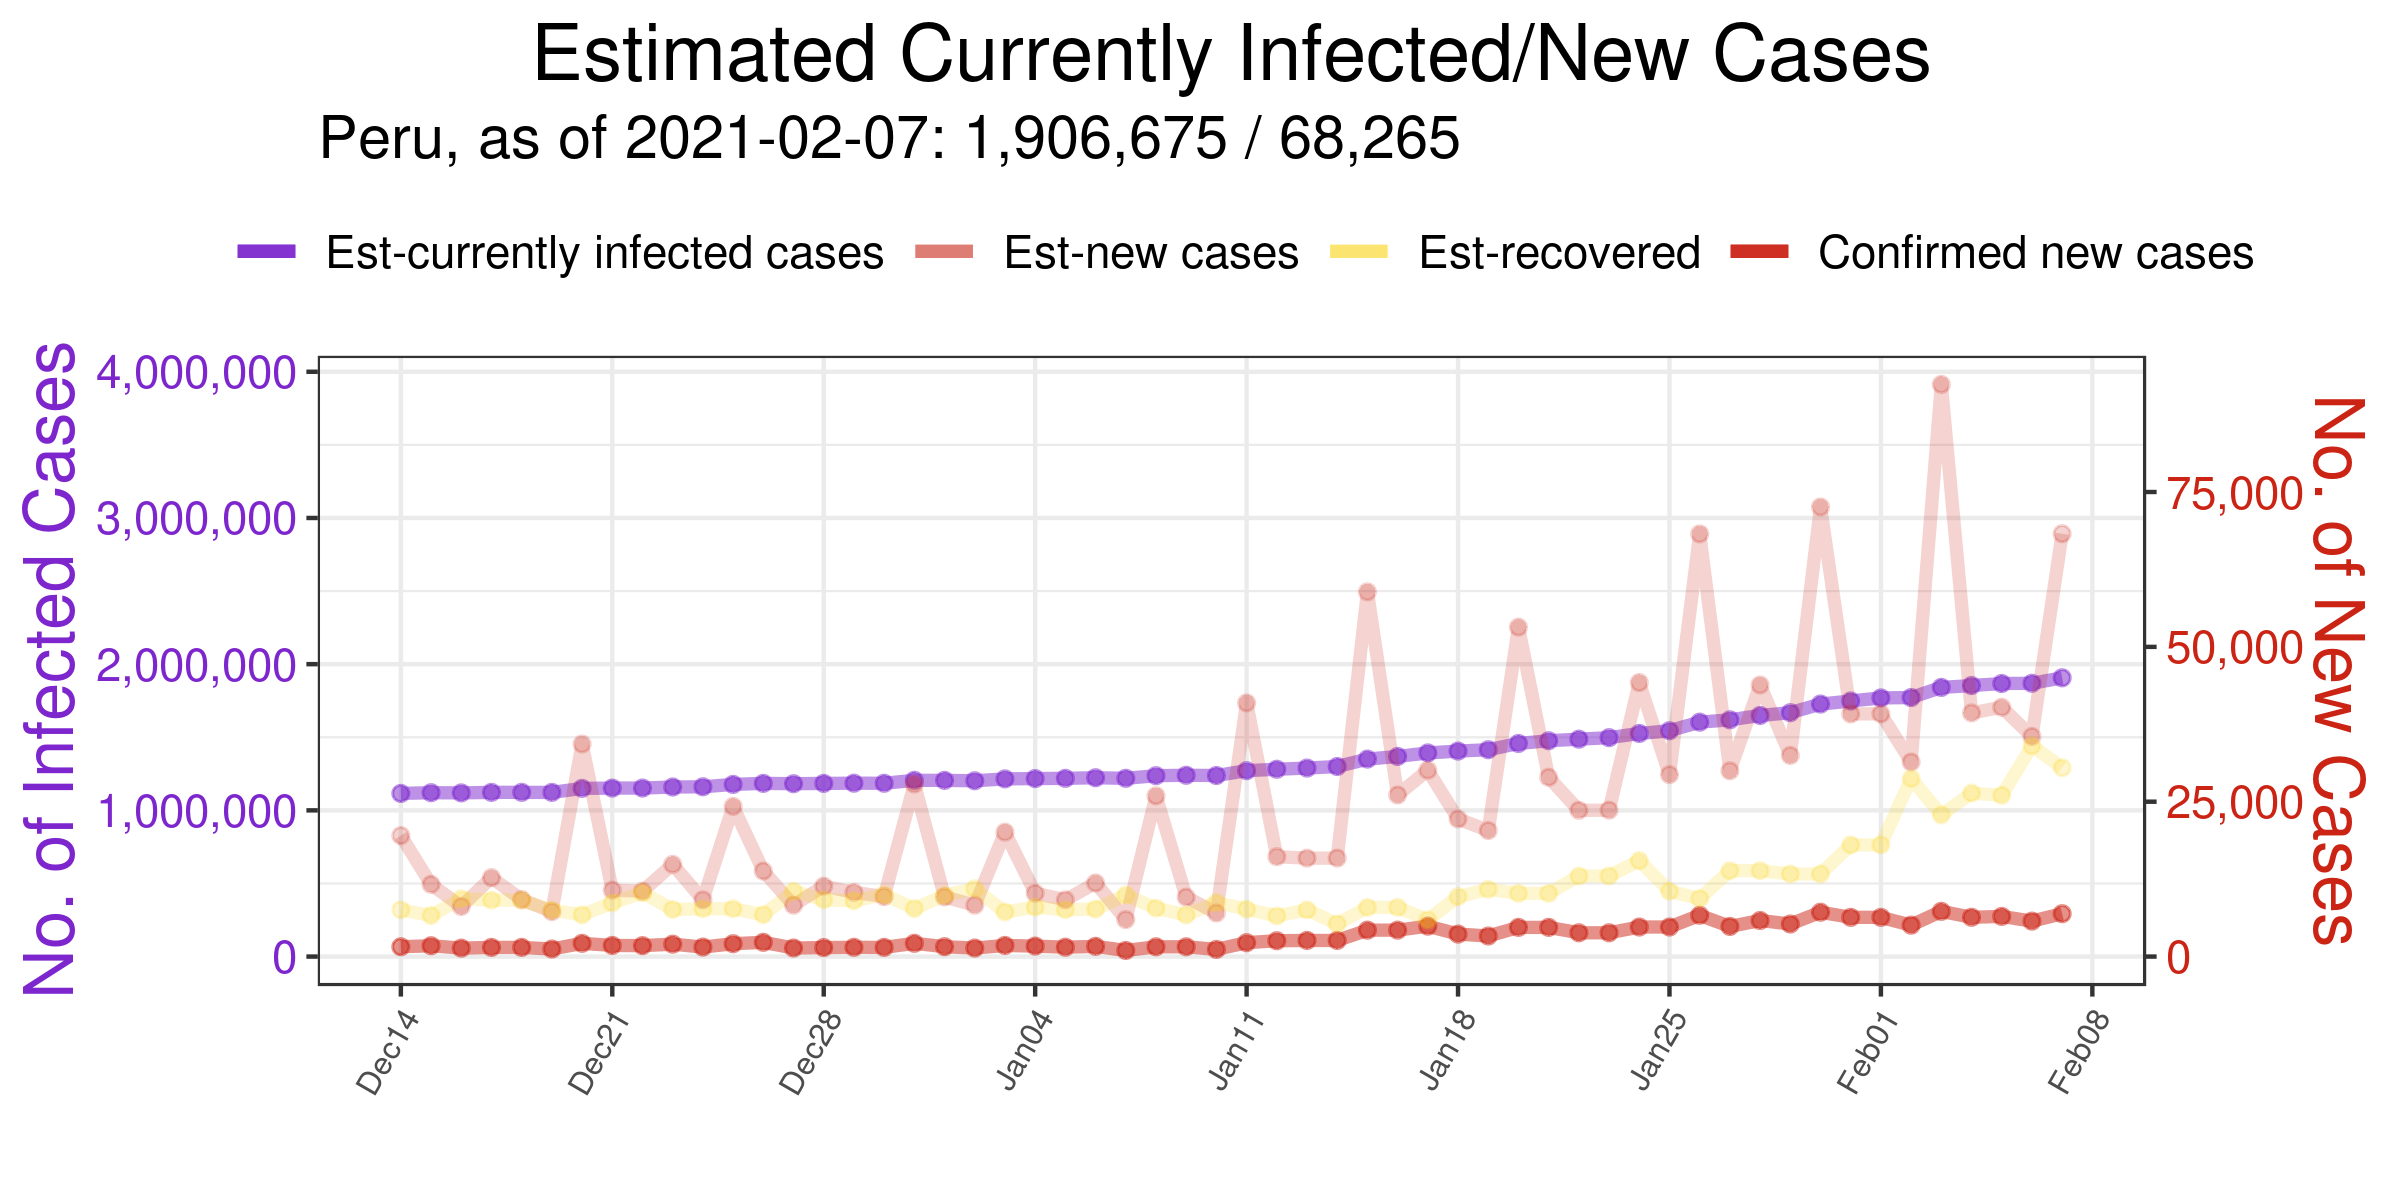 Estimated Currently Infected/New Cases
Peru, as of 2021-02-07: 1,906,675 / 68,265
Est-currently infected cases Est-new cases Est-recovered Confirmed new cases
No. of Infected Cases
4,000,000
3,000,000
2,000,000
1,000,000
0
75,000
50,000
25,000
0
No. of New Cases
Dec14 Dec21 Dec28 Jan04 Jan11 Jan18 Jan25 Feb01 Feb08